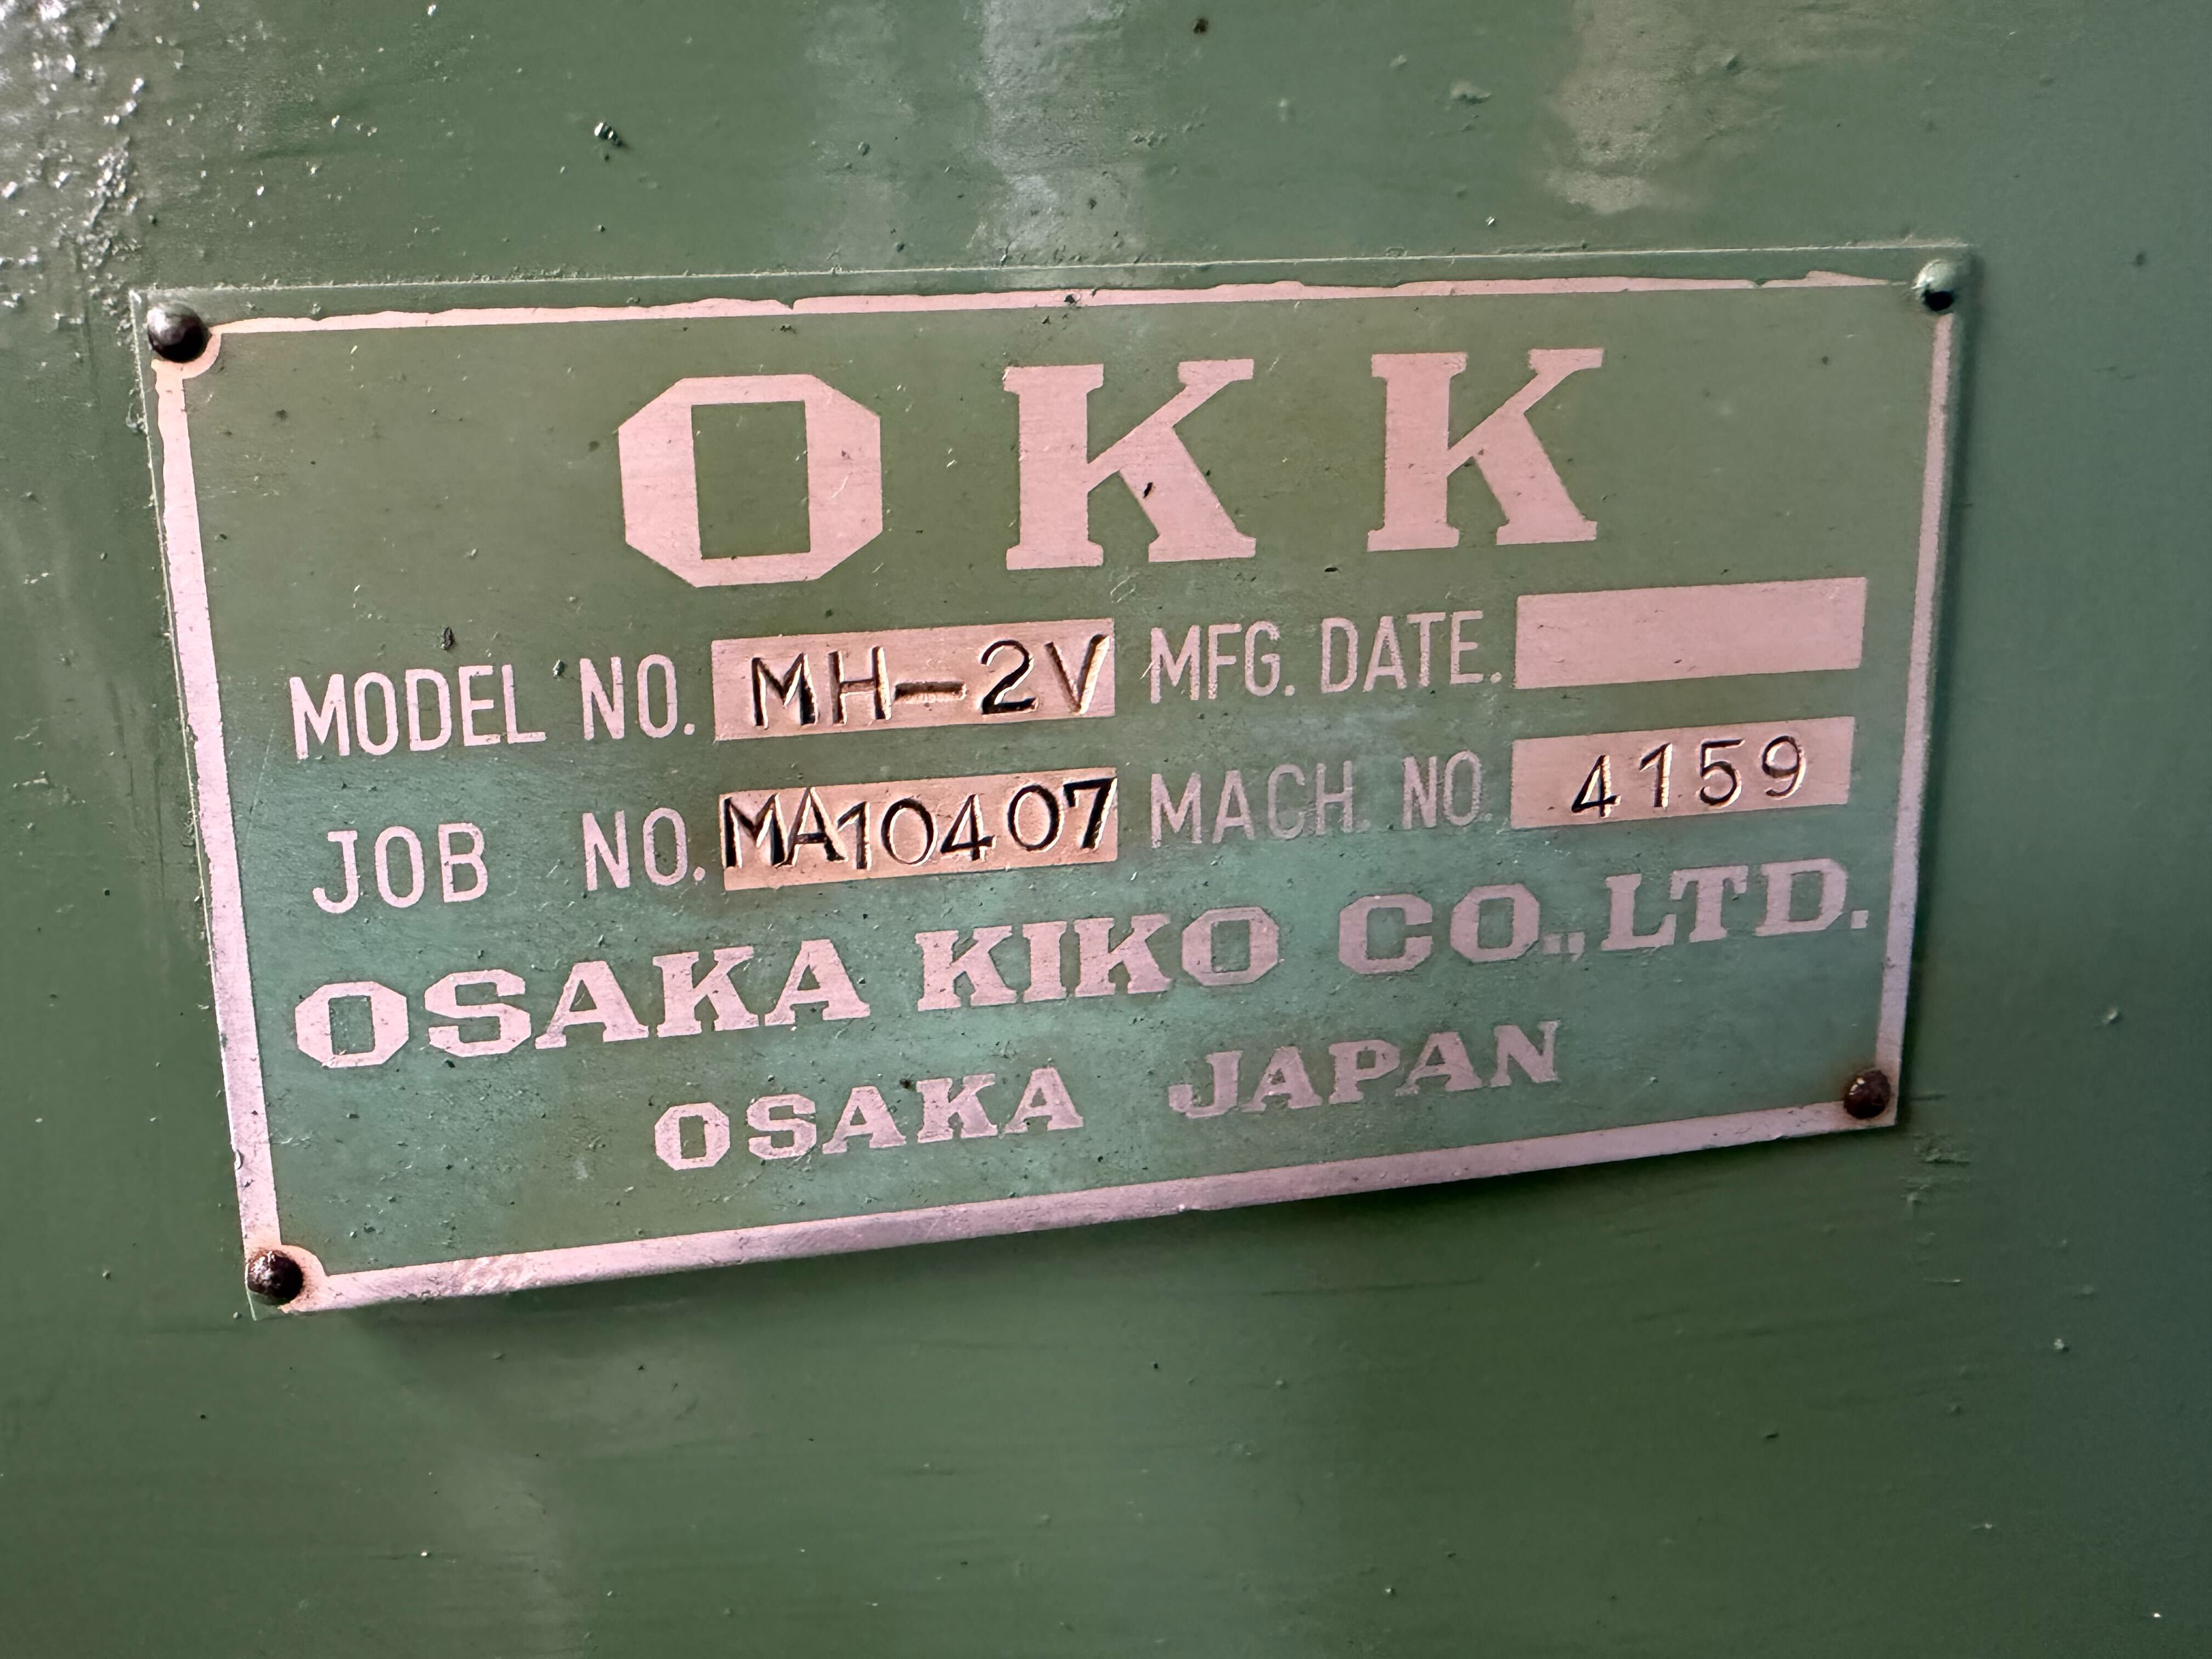 OKK
MODEL NO. MH-2V MFG. DATE.
JOB NO. MA10407 MACH. NO. 4159
OSAKA KIKO CO., LTD.
OSAKA JAPAN